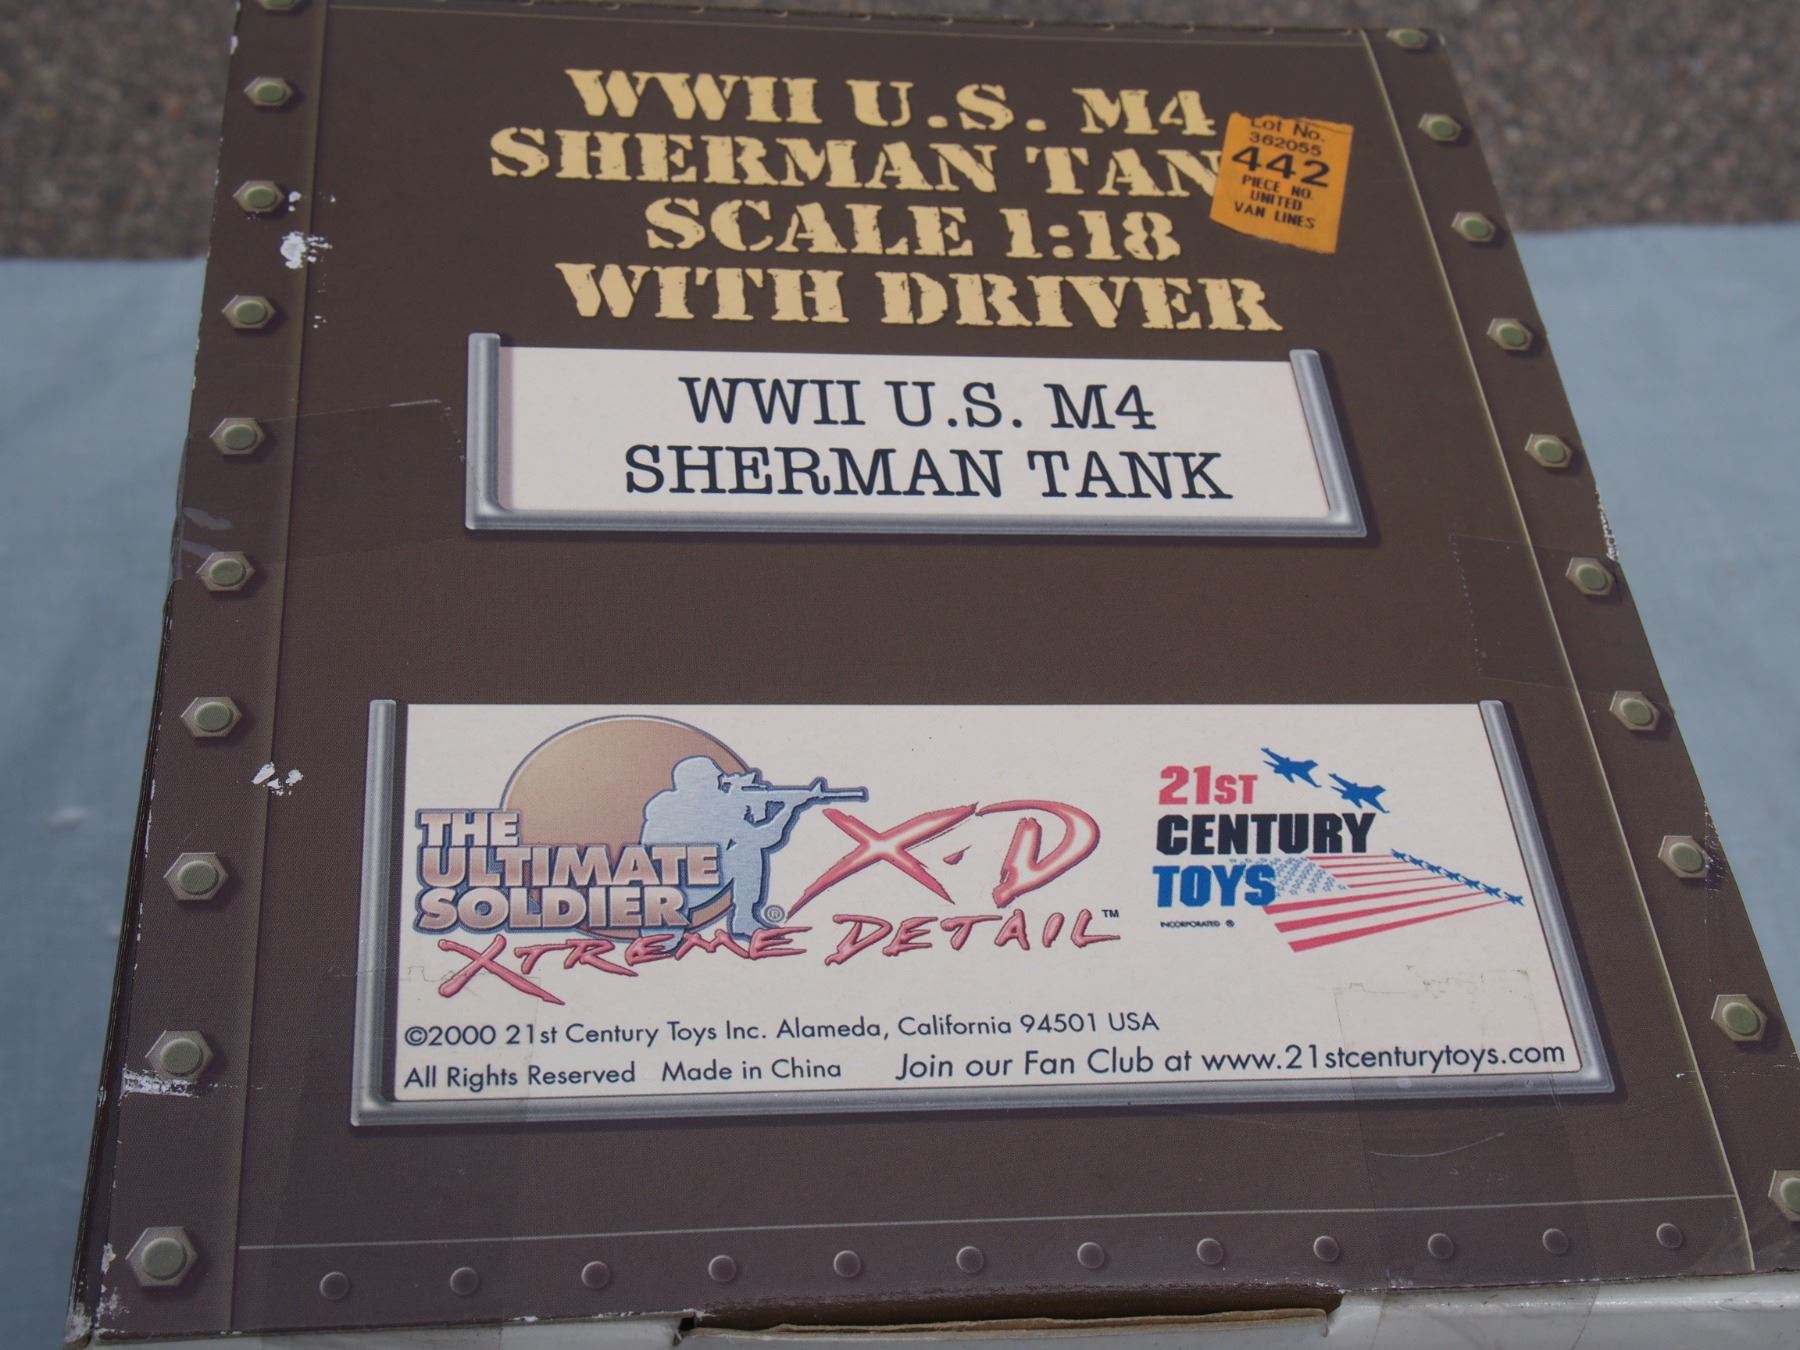 WWII U.S. M4
SHERMAN TAN
SCALE 1:18
WITH DRIVER
Lot No.
362055
442
PIECE NO.
UNITED
VAN LINES
WWII U.S. M4
SHERMAN TANK
THE
ULTIMATE
SOLDIER®
X-D
XTREME DETAIL™
21ST
CENTURY
TOYS
INCORPORATED ®
©2000 21st Century Toys Inc. Alameda, California 94501 USA
All Rights Reserved Made in China Join our Fan Club at www.21stcenturytoys.com